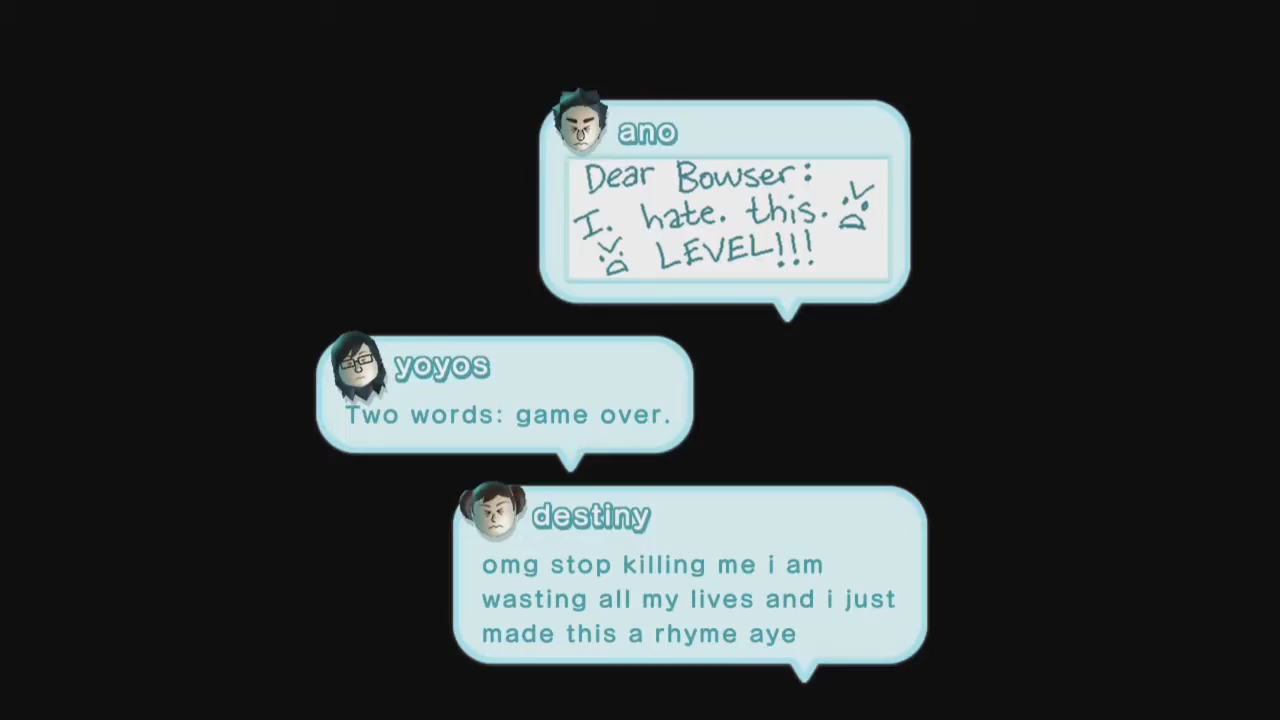 ano
Dear Bowser:
I. hate. this.
LEVEL!!!
yoyos
Two words: game over.
destiny
omg stop killing me i am
wasting all my lives and i just
made this a rhyme aye